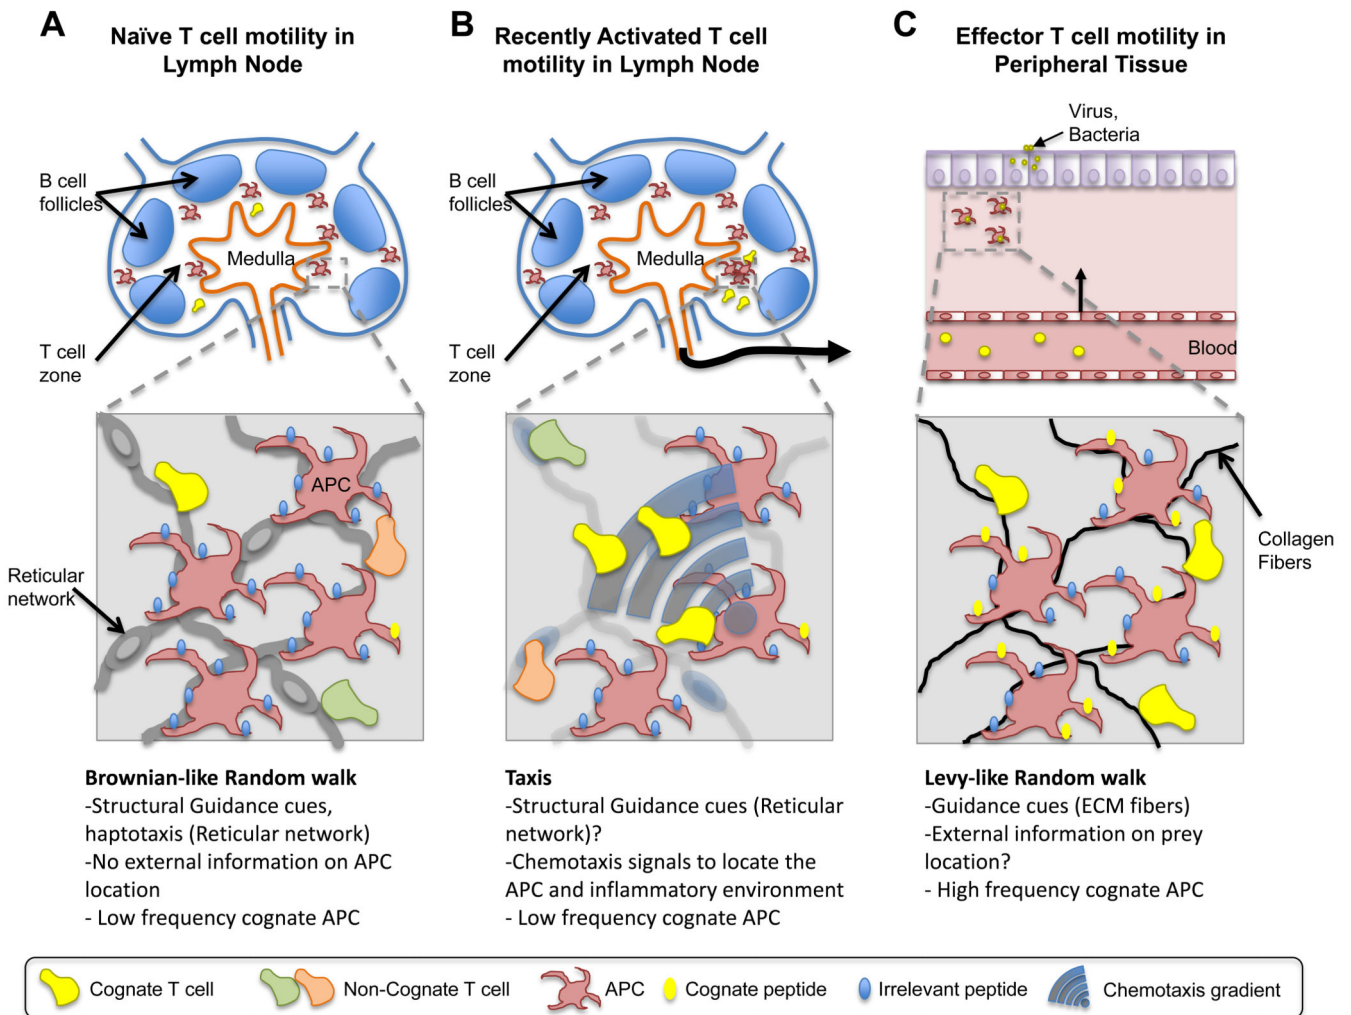 A
Naïve T cell motility in
Lymph Node
B cell
follicles
Medulla
T cell
zone
APC
Reticular
network
Brownian-like Random walk
-Structural Guidance cues,
haptotaxis (Reticular network)
-No external information on APC
location
- Low frequency cognate APC
B
Recently Activated T cell
motility in Lymph Node
B cell
follicles
Medulla
T cell
zone
Taxis
-Structural Guidance cues (Reticular
network)?
-Chemotaxis signals to locate the
APC and inflammatory environment
- Low frequency cognate APC
C
Effector T cell motility in
Peripheral Tissue
Virus,
Bacteria
Blood
Collagen
Fibers
Levy-like Random walk
-Guidance cues (ECM fibers)
-External information on prey
location?
- High frequency cognate APC
Cognate T cell
Non-Cognate T cell
APC
Cognate peptide
Irrelevant peptide
Chemotaxis gradient